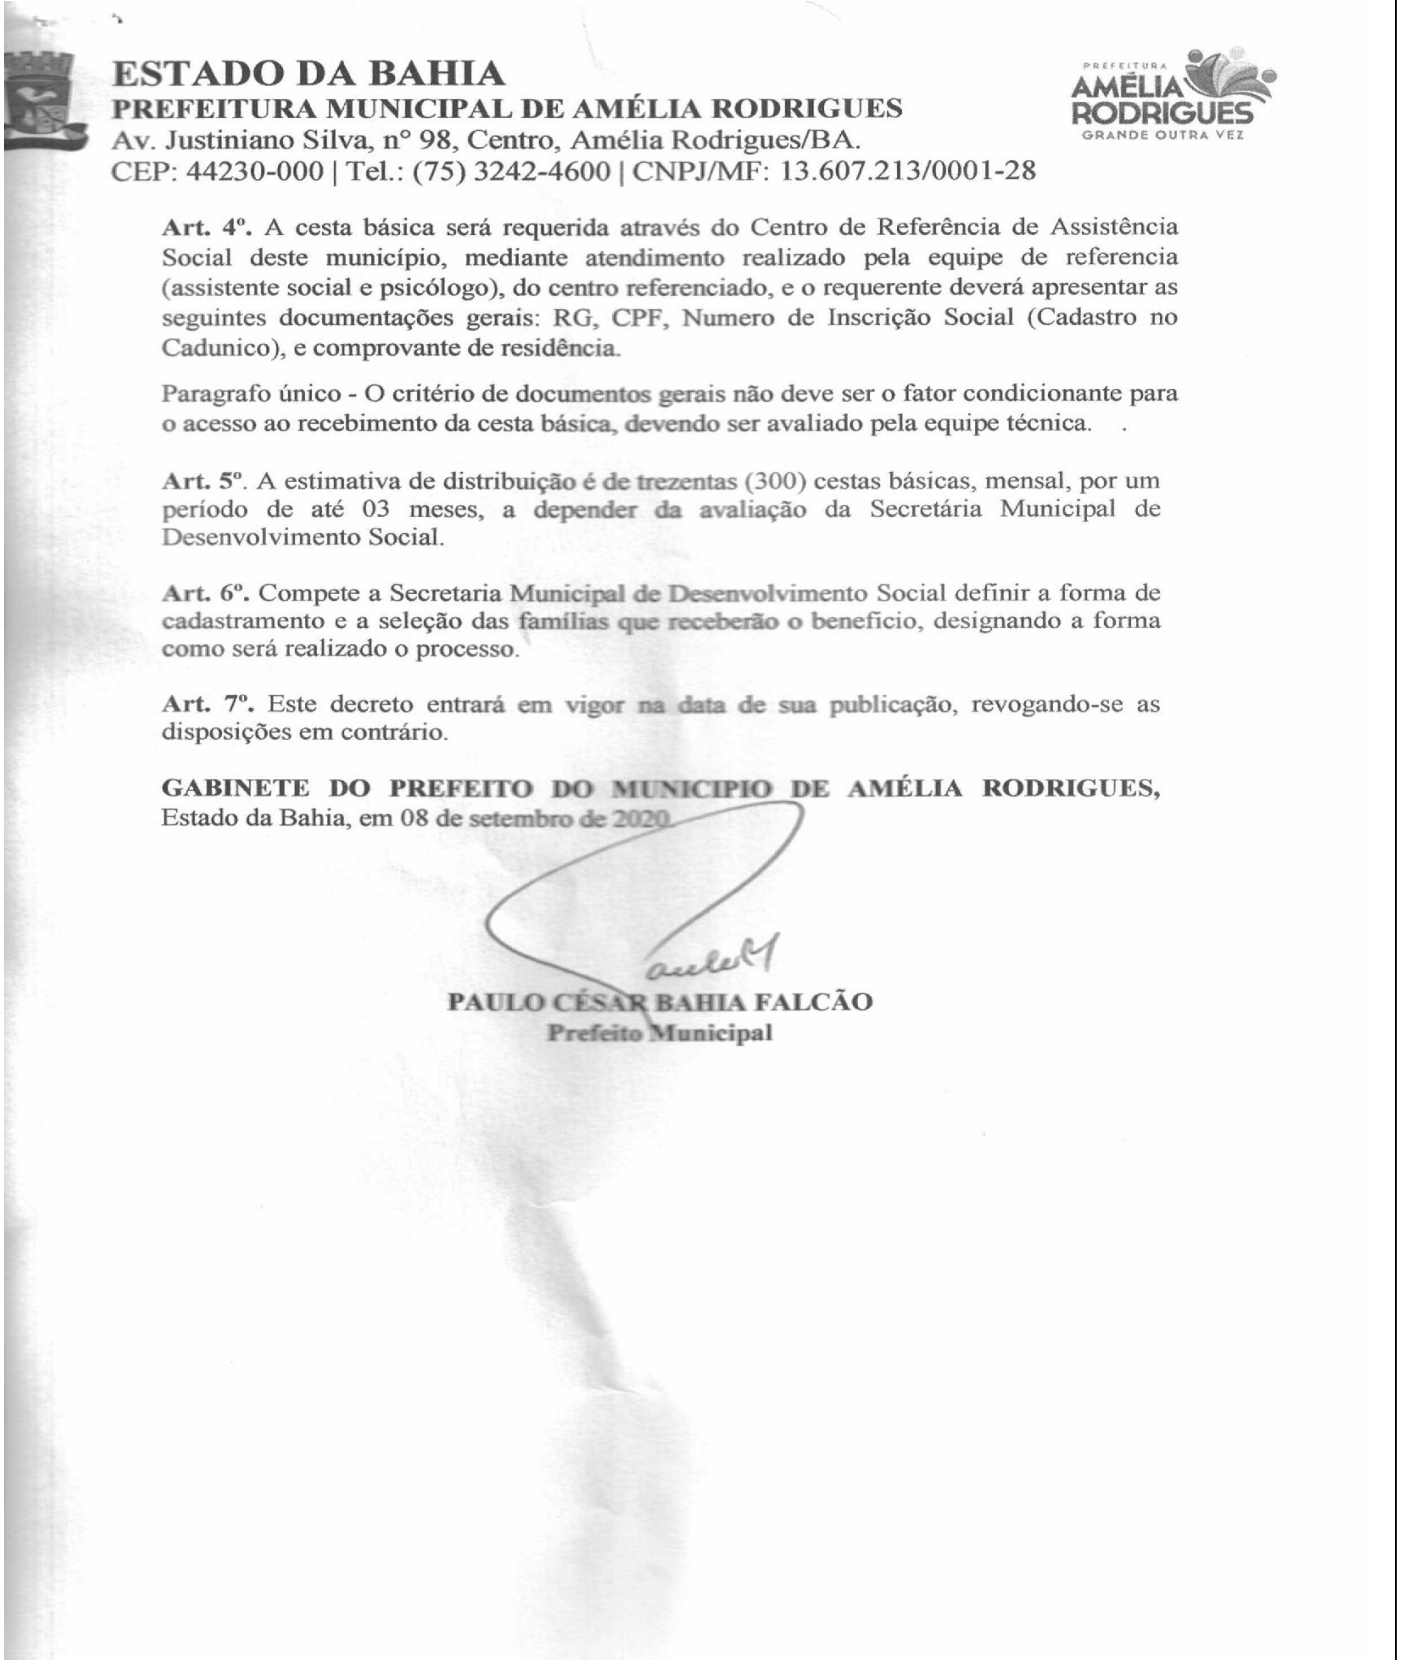 ESTADO DA BAHIA
PREFEITURA MUNICIPAL DE AMÉLIA RODRIGUES
Av. Justiniano Silva, nº 98, Centro, Amélia Rodrigues/BA.
CEP: 44230-000 | Tel.: (75) 3242-4600 | CNPJ/MF: 13.607.213/0001-28
PREFEITURA
AMÉLIA
RODRIGUES
GRANDE OUTRA VEZ
Art. 4º. A cesta básica será requerida através do Centro de Referência de Assistência
Social deste município, mediante atendimento realizado pela equipe de referencia
(assistente social e psicólogo), do centro referenciado, e o requerente deverá apresentar as
seguintes documentações gerais: RG, CPF, Numero de Inscrição Social (Cadastro no
Cadunico), e comprovante de residência.
Paragrafo único - O critério de documentos gerais não deve ser o fator condicionante para
o acesso ao recebimento da cesta básica, devendo ser avaliado pela equipe técnica. .
Art. 5º. A estimativa de distribuição é de trezentas (300) cestas básicas, mensal, por um
período de até 03 meses, a depender da avaliação da Secretária Municipal de
Desenvolvimento Social.
Art. 6º. Compete a Secretaria Municipal de Desenvolvimento Social definir a forma de
cadastramento e a seleção das famílias que receberão o beneficio, designando a forma
como será realizado o processo.
Art. 7º. Este decreto entrará em vigor na data de sua publicação, revogando-se as
disposições em contrário.
GABINETE DO PREFEITO DO MUNICIPIO DE AMÉLIA RODRIGUES,
Estado da Bahia, em 08 de setembro de 2020.
PAULO CÉSAR BAHIA FALCÃO
Prefeito Municipal